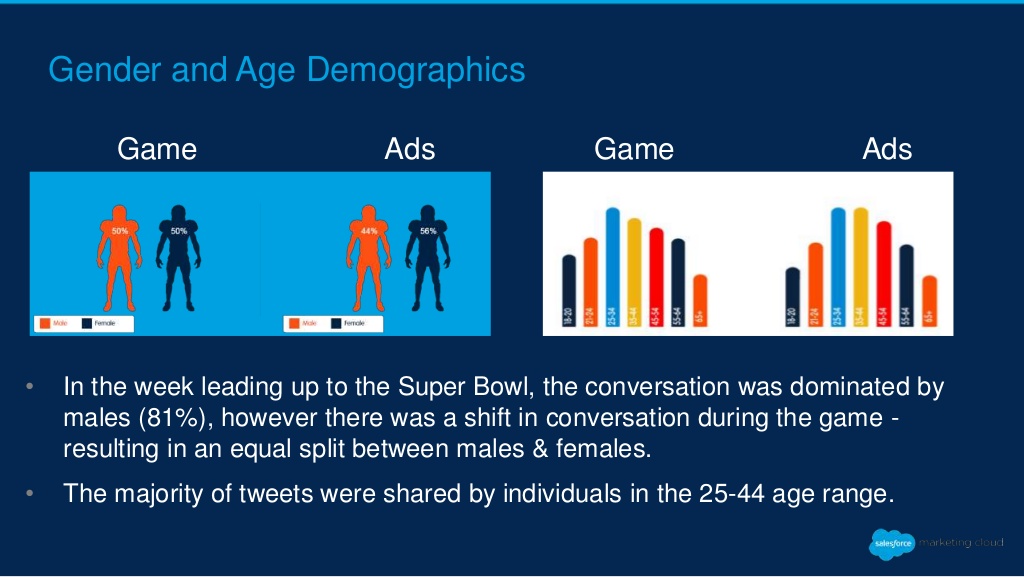 Gender and Age Demographics
Game
Ads
Game
Ads
50%
50%
44%
56%
Male
Female
Male
Female
18-20
21-24
25-34
35-44
45-54
55-64
65+
18-20
21-24
25-34
35-44
45-54
55-64
65+
• In the week leading up to the Super Bowl, the conversation was dominated by
males (81%), however there was a shift in conversation during the game -
resulting in an equal split between males & females.
• The majority of tweets were shared by individuals in the 25-44 age range.
salesforce marketing cloud